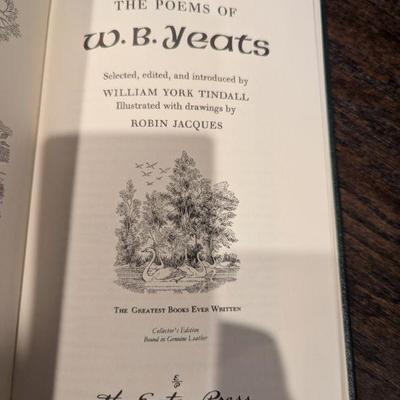 THE POEMS OF
W. B. Yeats
Selected, edited, and introduced by
WILLIAM YORK TINDALL
Illustrated with drawings by
ROBIN JACQUES
THE GREATEST BOOKS EVER WRITTEN
Collector's Edition
Bound in Genuine Leather
E
P